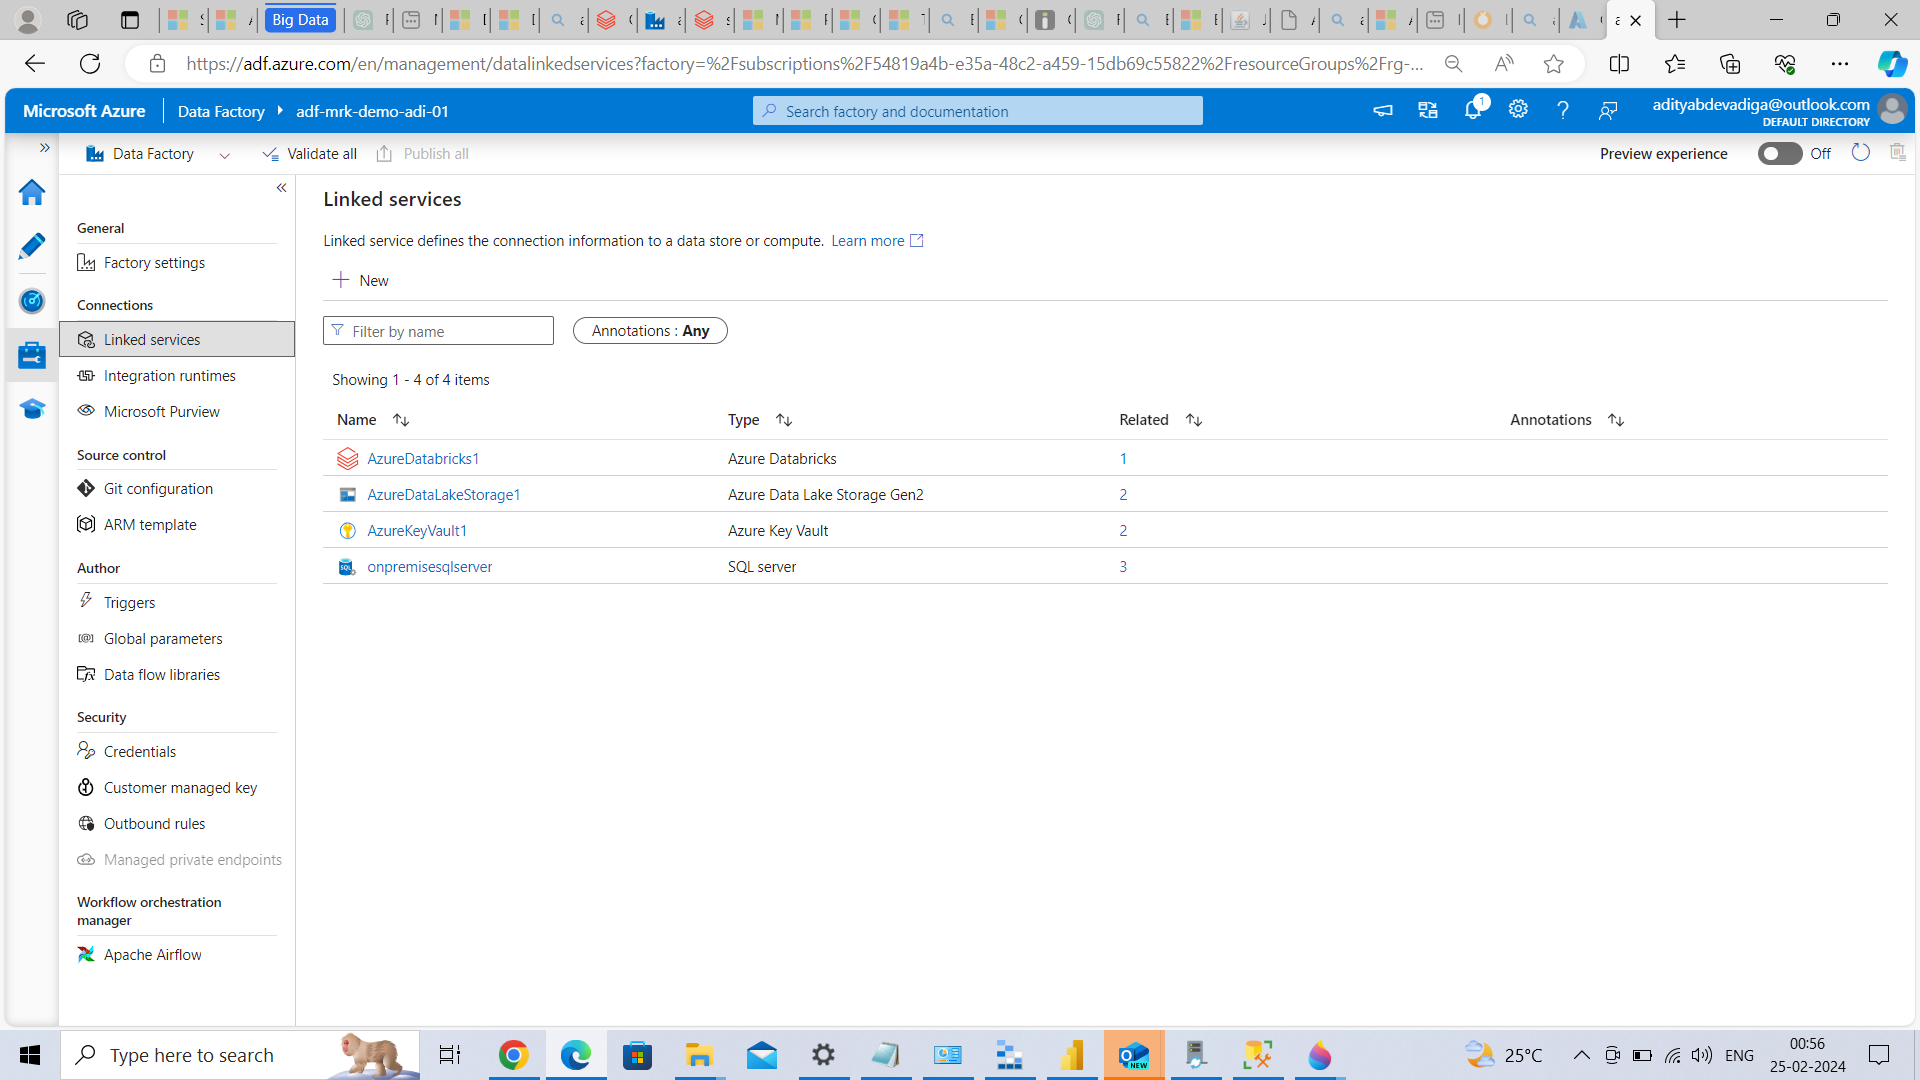 Big Data
https://adf.azure.com/en/management/datalinkedservices?factory=%2Fsubscriptions%2F54819a4b-e35a-48c2-a459-15db69c55822%2FresourceGroups%2Frg-...
Microsoft Azure
Data Factory
adf-mrk-demo-adi-01
Search factory and documentation
1
adityabdevadiga@outlook.com
DEFAULT DIRECTORY
Data Factory
Validate all
Publish all
Preview experience
Off
General
Factory settings
Connections
Linked services
Integration runtimes
Microsoft Purview
Source control
Git configuration
ARM template
Author
Triggers
Global parameters
Data flow libraries
Security
Credentials
Customer managed key
Outbound rules
Managed private endpoints
Workflow orchestration
manager
Apache Airflow
Linked services
Linked service defines the connection information to a data store or compute. Learn more
New
Filter by name
Annotations : Any
Showing 1 - 4 of 4 items
Name Type Related Annotations
AzureDatabricks1 Azure Databricks 1
AzureDataLakeStorage1 Azure Data Lake Storage Gen2 2
AzureKeyVault1 Azure Key Vault 2
onpremisesqlserver SQL server 3
Type here to search
25°C
ENG
00:56
25-02-2024